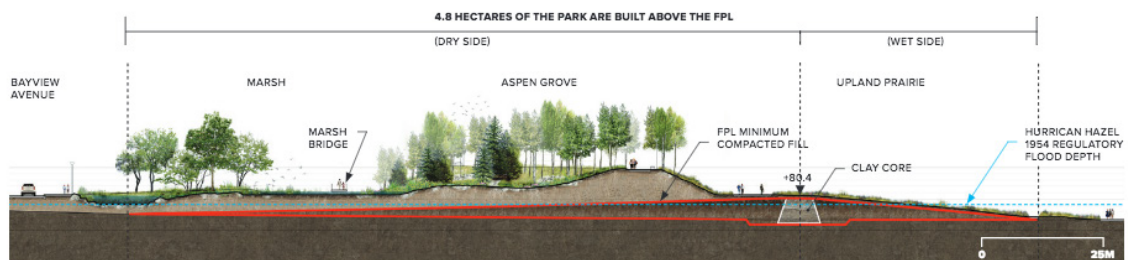 4.8 HECTARES OF THE PARK ARE BUILT ABOVE THE FPL
(DRY SIDE)
(WET SIDE)
BAYVIEW
AVENUE
MARSH
ASPEN GROVE
UPLAND PRAIRIE
MARSH
BRIDGE
FPL MINIMUM
COMPACTED FILL
HURRICAN HAZEL
1954 REGULATORY
FLOOD DEPTH
CLAY CORE
+80.4
0
25M